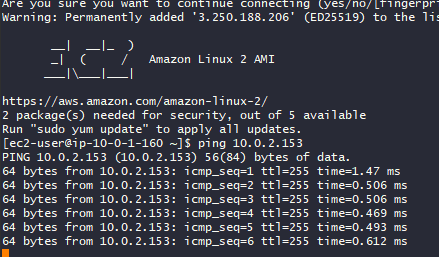 Are you sure you want to continue connecting (yes/no/[fingerpri
Warning: Permanently added '3.250.188.206' (ED25519) to the lis
__|  __|_  )
_|  (     /   Amazon Linux 2 AMI
___|\___|___|
https://aws.amazon.com/amazon-linux-2/
2 package(s) needed for security, out of 5 available
Run "sudo yum update" to apply all updates.
[ec2-user@ip-10-0-1-160 ~]$ ping 10.0.2.153
PING 10.0.2.153 (10.0.2.153) 56(84) bytes of data.
64 bytes from 10.0.2.153: icmp_seq=1 ttl=255 time=1.47 ms
64 bytes from 10.0.2.153: icmp_seq=2 ttl=255 time=0.506 ms
64 bytes from 10.0.2.153: icmp_seq=3 ttl=255 time=0.506 ms
64 bytes from 10.0.2.153: icmp_seq=4 ttl=255 time=0.469 ms
64 bytes from 10.0.2.153: icmp_seq=5 ttl=255 time=0.493 ms
64 bytes from 10.0.2.153: icmp_seq=6 ttl=255 time=0.612 ms